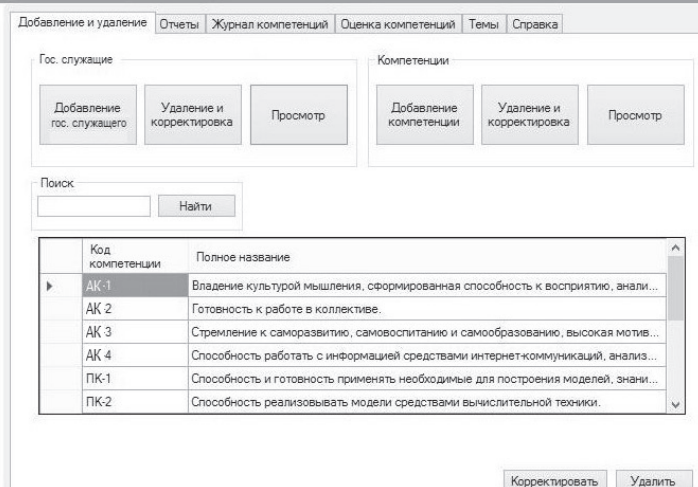 Добавление и удаление Отчеты Журнал компетенций Оценка компетенций Темы Справка
Гос. служащие
Добавление
гос. служащего
Удаление и
корректировка
Просмотр
Компетенции
Добавление
компетенции
Удаление и
корректировка
Просмотр
Поиск
Найти
Код
компетенции
Полное название
АК-1 Владение культурой мышления, сформированная способность к восприятию, анали...
АК-2 Готовность к работе в коллективе.
АК 3 Стремление к саморазвитию, самовоспитанию и самообразованию, высокая мотив...
АК 4 Способность работать с информацией средствами интернет-коммуникаций, анализ...
ПК-1 Способность и готовность применять необходимые для построения моделей, знани...
ПК-2 Способность реализовывать модели средствами вычислительной техники.
Корректировать Удалить